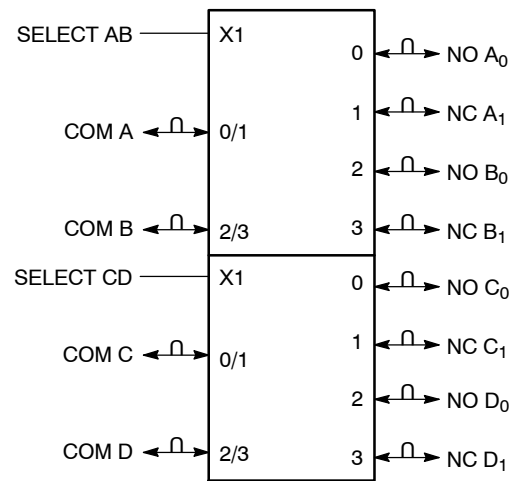 SELECT AB X1
0 NO A₀
1 NC A₁
COM A 0/1
2 NO B₀
COM B 2/3 3 NC B₁
SELECT CD X1 0 NO C₀
1 NC C₁
COM C 0/1
2 NO D₀
COM D 2/3 3 NC D₁